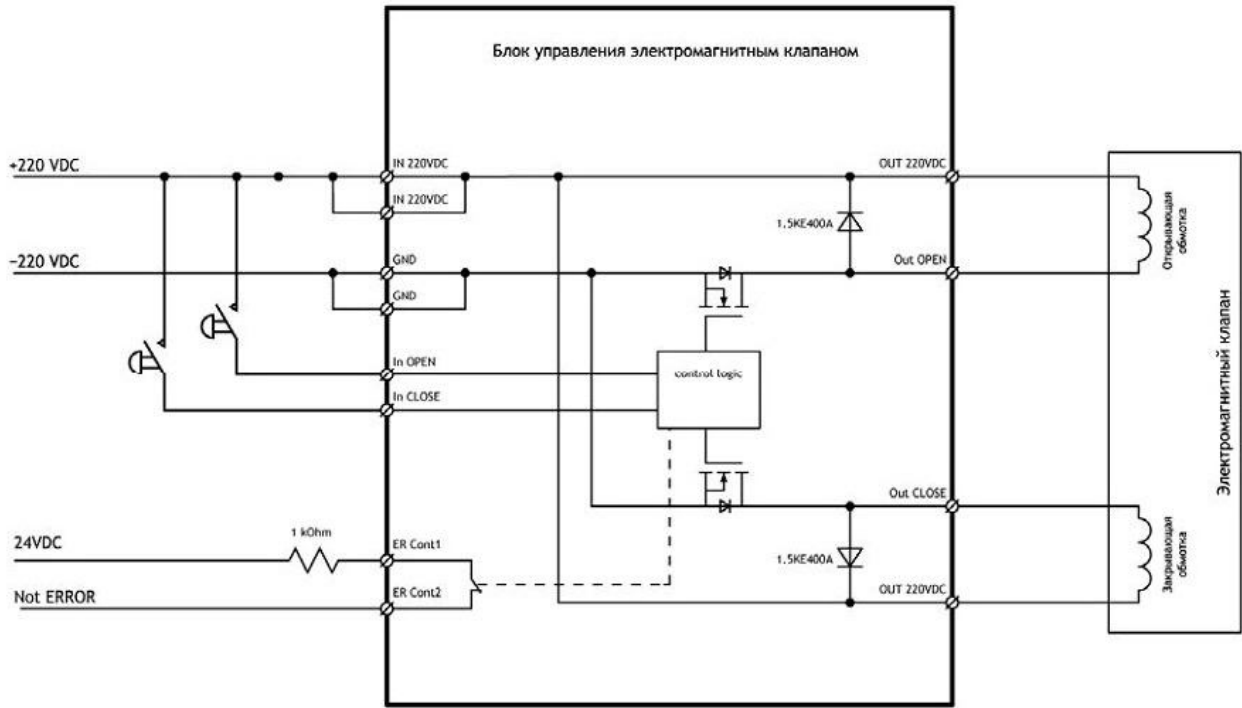 Блок управления электромагнитным клапаном
+220 VDC
IN 220VDC
OUT 220VDC
IN 220VDC
1,5KE400A
Открывающая
обмотка
-220 VDC
GND
Out OPEN
GND
In OPEN
control logic
In CLOSE
Электромагнитный клапан
Out CLOSE
1 kOhm
24VDC
ER Cont1
1,5KE400A
Закрывающая
обмотка
Not ERROR
ER Cont2
OUT 220VDC